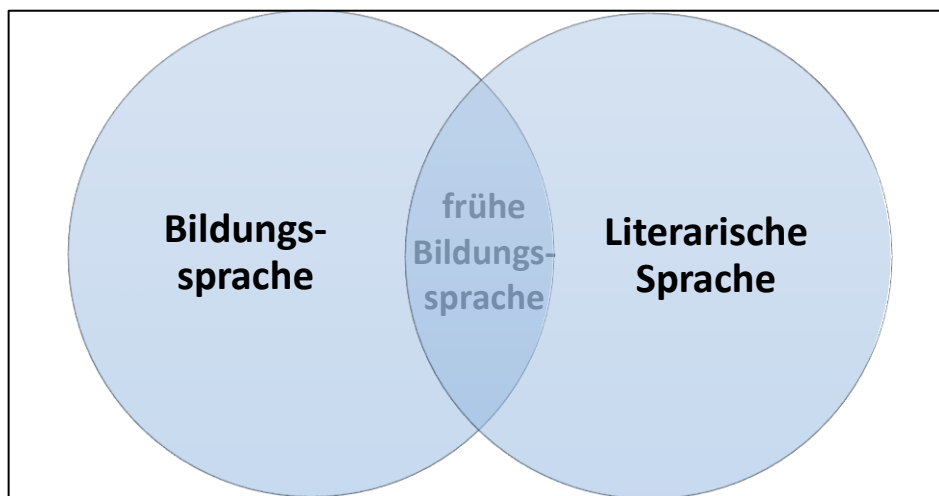 Bildungs-
sprache
frühe
Bildungs-
sprache
Literarische
Sprache